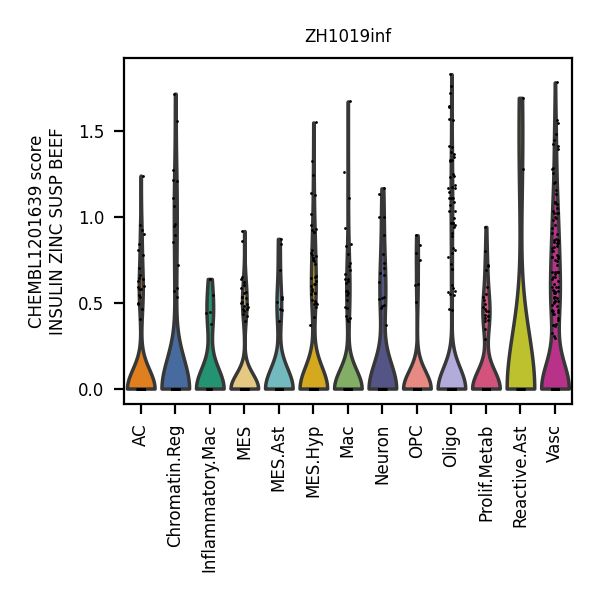 ZH1019inf
CHEMBL1201639 score
INSULIN ZINC SUSP BEEF
1.5
1.0
0.5
0.0
AC
Chromatin.Reg
Inflammatory.Mac
MES
MES.Ast
MES.Hyp
Mac
Neuron
OPC
Oligo
Prolif.Metab
Reactive.Ast
Vasc